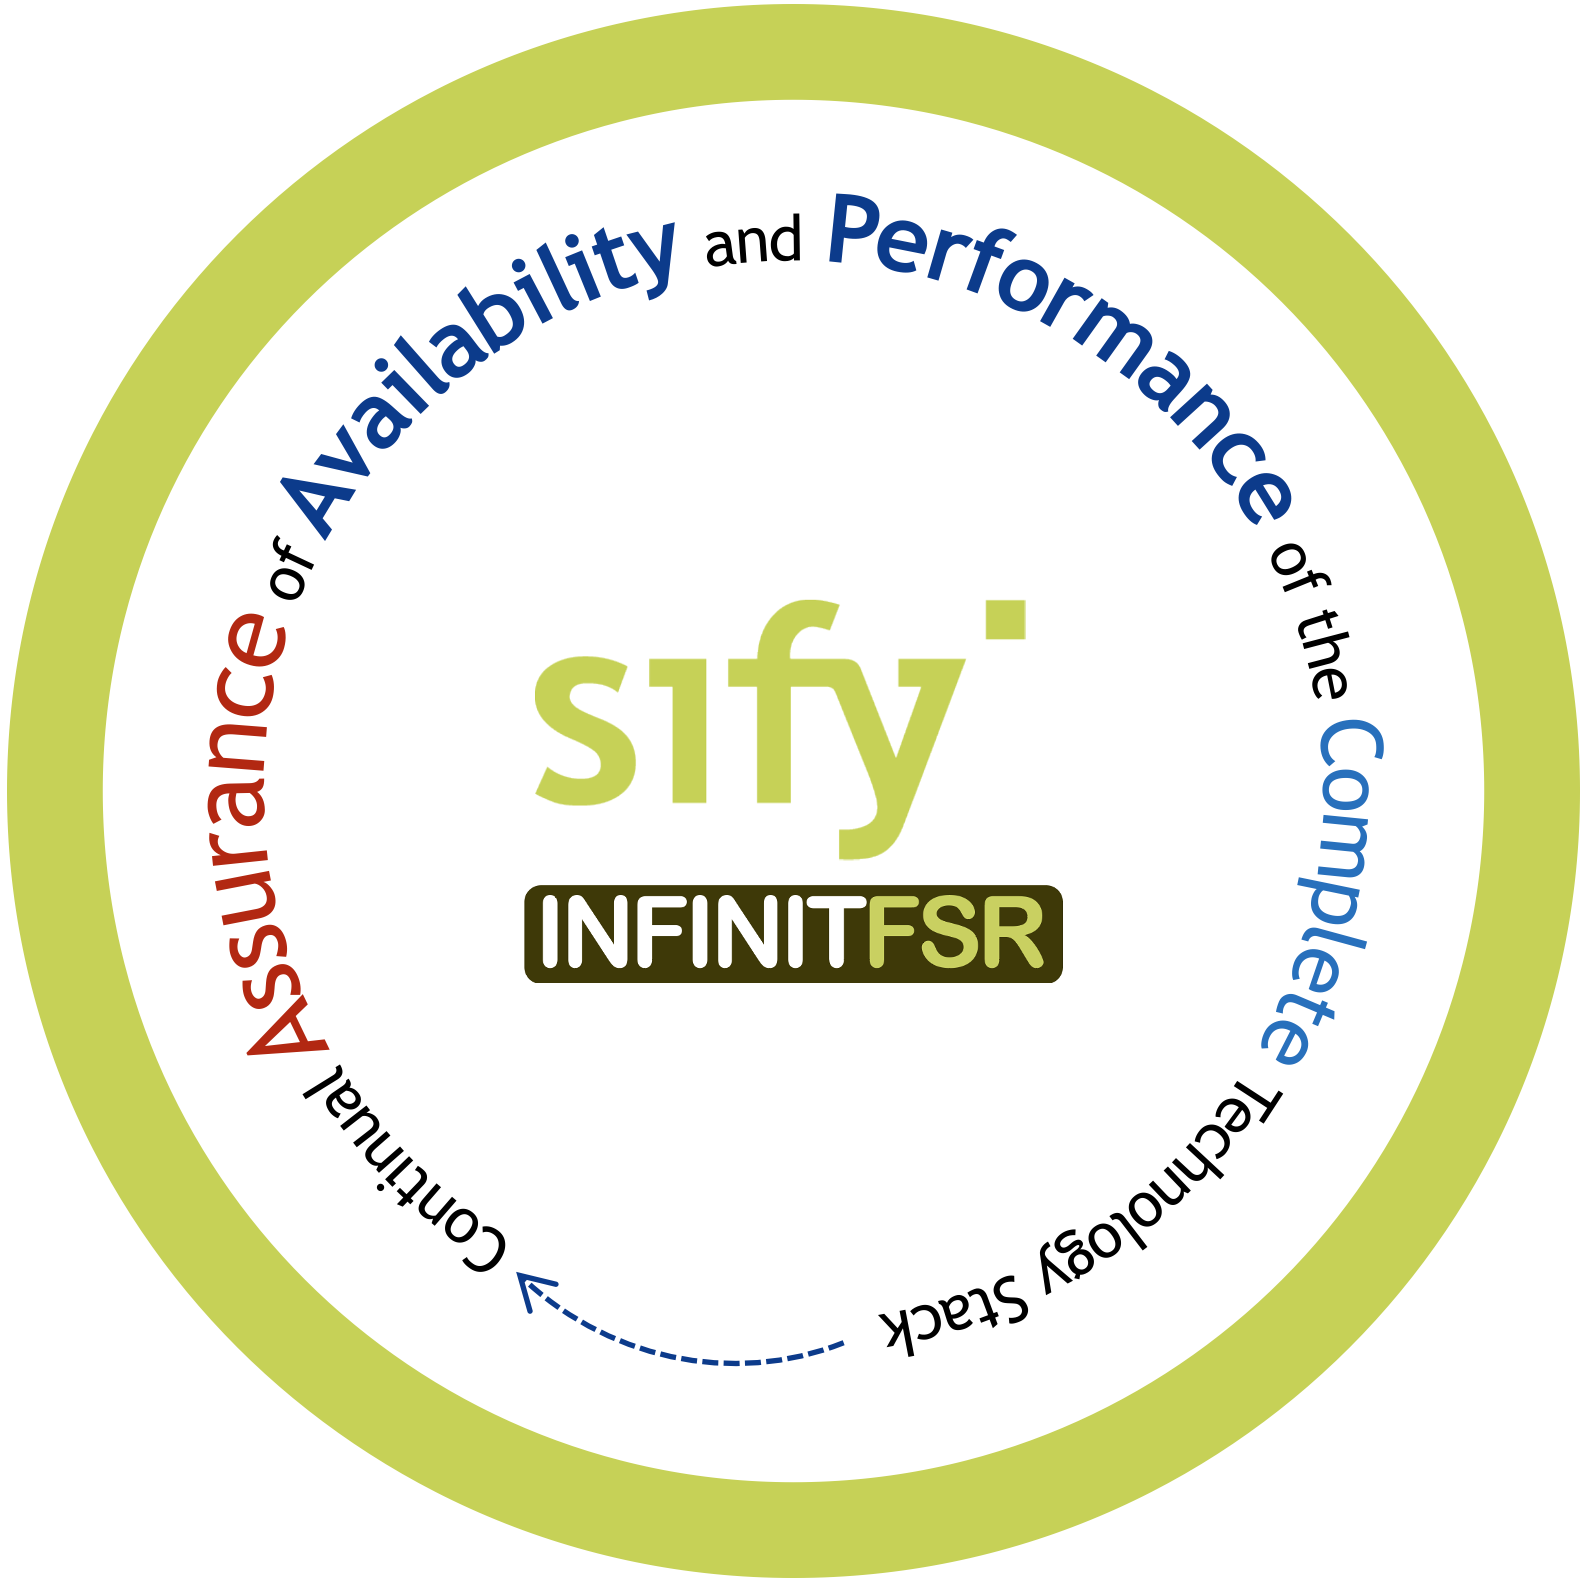 Continual Assurance of Availability and Performance of the Complete Technology Stack
sify
INFINITFSR